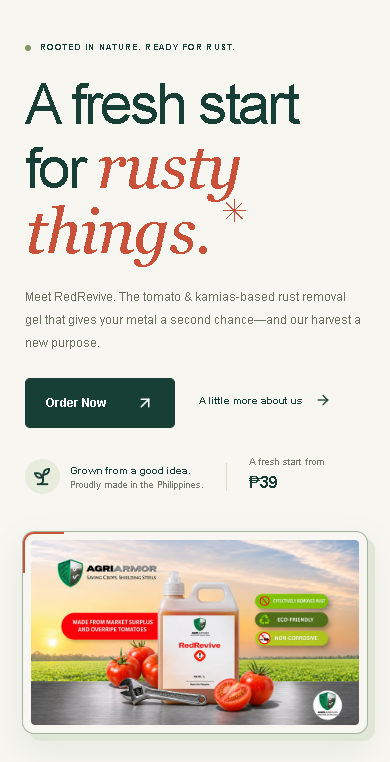 ROOTED IN NATURE. READY FOR RUST.
A fresh start
for rusty
things.
Meet RedRevive. The tomato & kamias-based rust removal
gel that gives your metal a second chance—and our harvest a
new purpose.
Order Now
A little more about us
Grown from a good idea.
Proudly made in the Philippines.
A fresh start from
₱39
AGRIARMOR
SAVING CROPS, SHIELDING STEELS
MADE FROM MARKET SURPLUS
AND OVERRIPE TOMATOES
RedRevive
EFFECTIVELY REMOVES RUST
ECO-FRIENDLY
NON-CORROSIVE